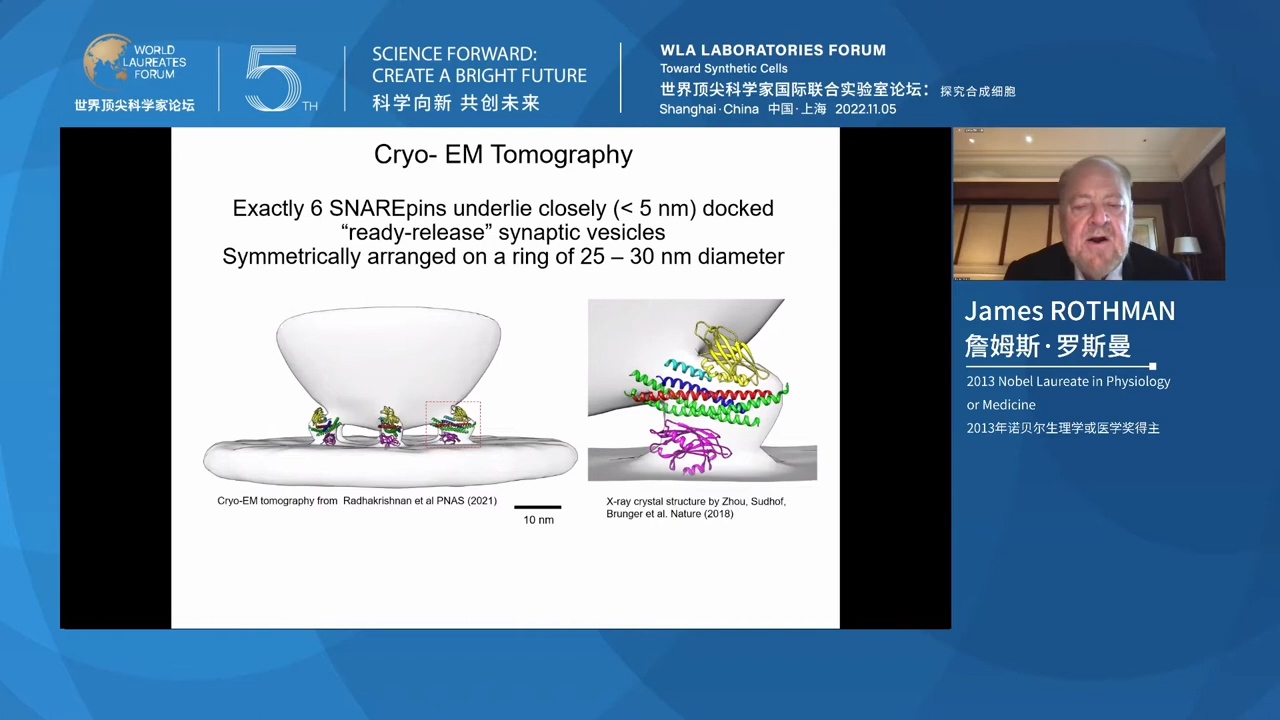 WORLD
LAUREATES
FORUM
世界顶尖科学家论坛
5TH
SCIENCE FORWARD:
CREATE A BRIGHT FUTURE
科学向新 共创未来
WLA LABORATORIES FORUM
Toward Synthetic Cells
世界顶尖科学家国际联合实验室论坛：探究合成细胞
Shanghai·China 中国·上海 2022.11.05
Cryo- EM Tomography
Exactly 6 SNAREpins underlie closely (< 5 nm) docked
“ready-release” synaptic vesicles
Symmetrically arranged on a ring of 25 – 30 nm diameter
Cryo-EM tomography from Radhakrishnan et al PNAS (2021)
10 nm
X-ray crystal structure by Zhou, Sudhof,
Brunger et al. Nature (2018)
James ROTHMAN
詹姆斯·罗斯曼
2013 Nobel Laureate in Physiology
or Medicine
2013年诺贝尔生理学或医学奖得主